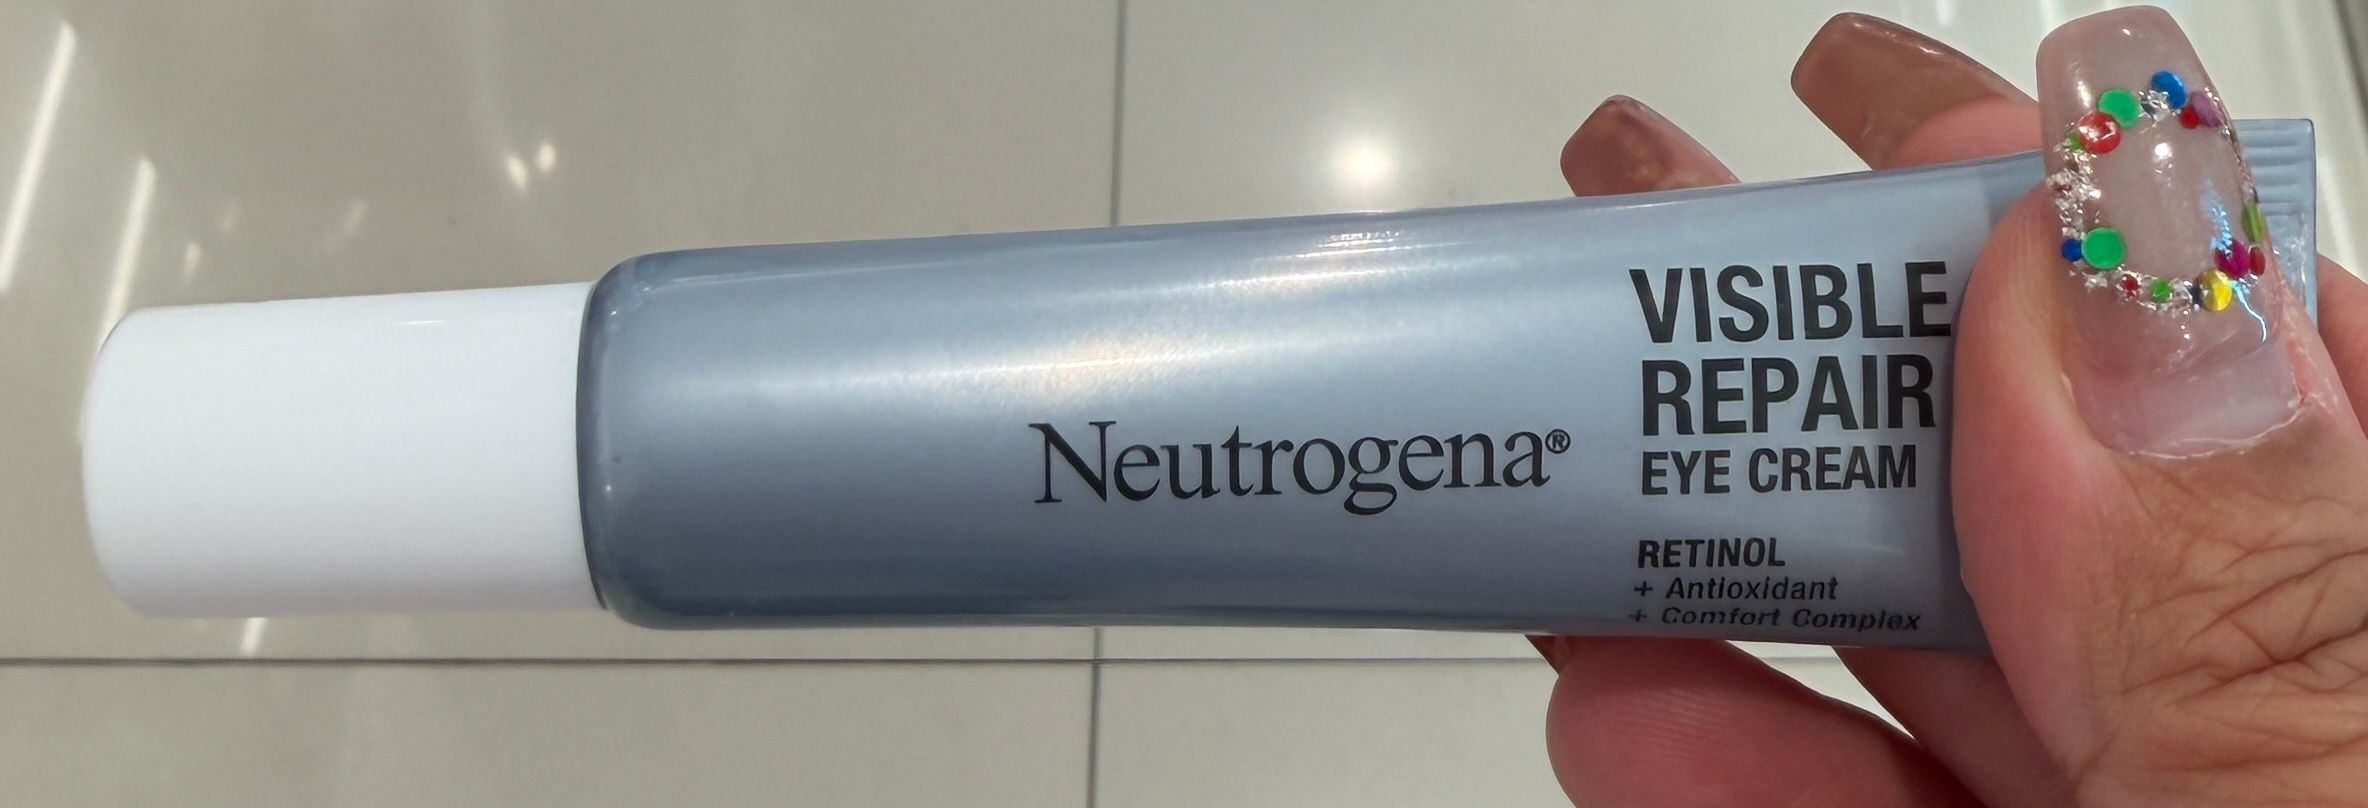 Neutrogena®
VISIBLE
REPAIR
EYE CREAM
RETINOL
+ Antioxidant
+ Comfort Complex